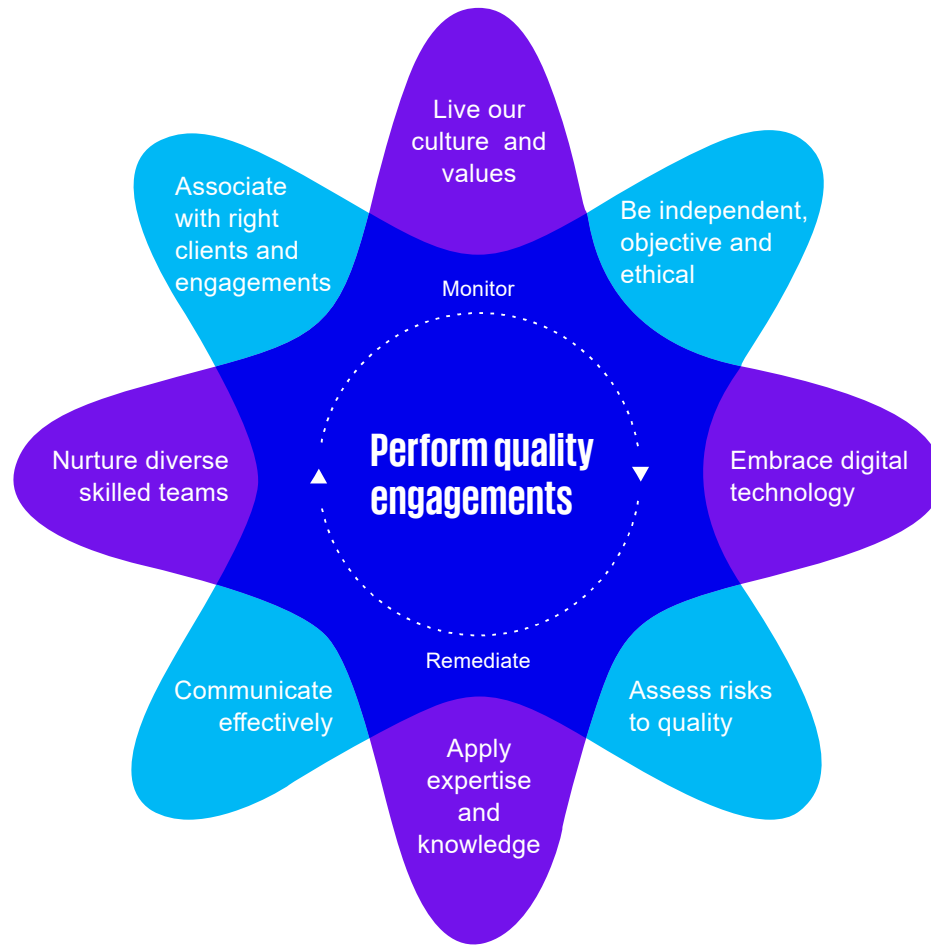 Live our
culture and
values
Be independent,
objective and
ethical
Embrace digital
technology
Assess risks
to quality
Apply
expertise
and
knowledge
Communicate
effectively
Nurture diverse
skilled teams
Associate
with right
clients and
engagements
Monitor
Perform quality
engagements
Remediate